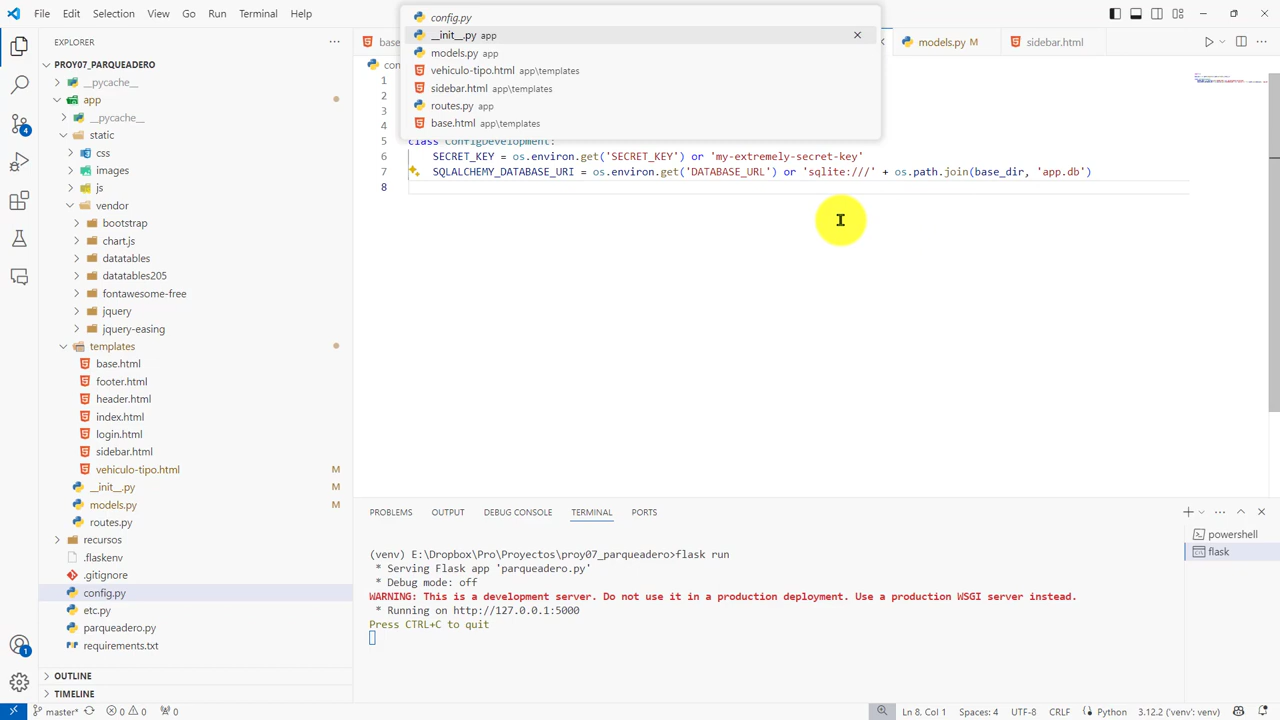 File Edit Selection View Go Run Terminal Help
EXPLORER
PROY07_PARQUEADERO
__pycache__
app
__pycache__
static
css
images
js
vendor
bootstrap
chart.js
datatables
datatables205
fontawesome-free
jquery
jquery-easing
templates
base.html
footer.html
header.html
index.html
login.html
sidebar.html
vehiculo-tipo.html M
__init__.py M
models.py M
routes.py
recursos
.flaskenv
.gitignore
config.py
etc.py
parqueadero.py
requirements.txt
OUTLINE
TIMELINE
config.py
__init__.py app
models.py app
vehiculo-tipo.html app\templates
sidebar.html app\templates
routes.py app
base.html app\templates
base
models.py M
sidebar.html
con
1
2
3
4
5 class ConfigDevelopment:
6 SECRET_KEY = os.environ.get('SECRET_KEY') or 'my-extremely-secret-key'
7 SQLALCHEMY_DATABASE_URI = os.environ.get('DATABASE_URL') or 'sqlite:///' + os.path.join(base_dir, 'app.db')
8
PROBLEMS OUTPUT DEBUG CONSOLE TERMINAL PORTS
(venv) E:\Dropbox\Pro\Proyectos\proy07_parqueadero>flask run
* Serving Flask app 'parqueadero.py'
* Debug mode: off
WARNING: This is a development server. Do not use it in a production deployment. Use a production WSGI server instead.
* Running on http://127.0.0.1:5000
Press CTRL+C to quit
powershell
flask
4
1
master* 0 0 0 Ln 8, Col 1 Spaces: 4 UTF-8 CRLF Python 3.12.2 ('venv': venv)